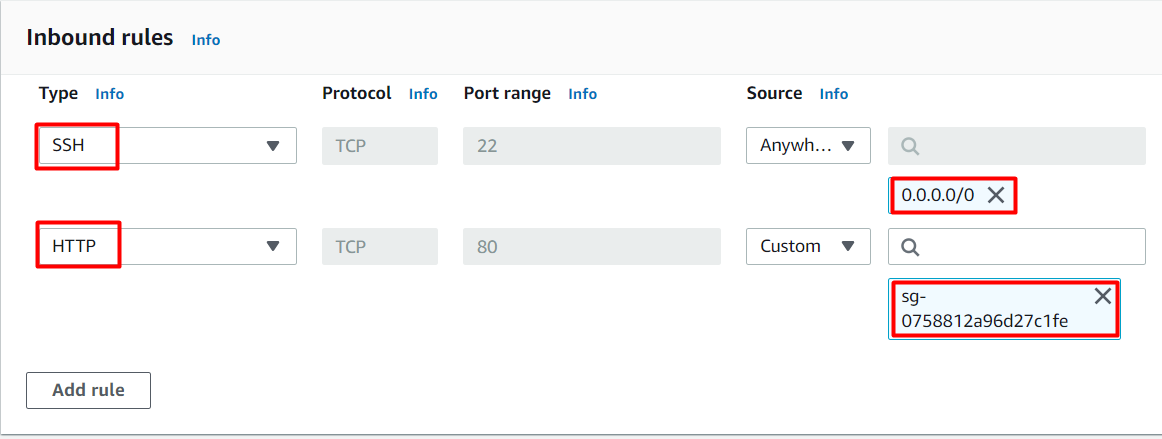 Inbound rules Info
Type Info Protocol Info Port range Info Source Info
SSH TCP 22 Anywh...
0.0.0.0/0
HTTP TCP 80 Custom
sg-
0758812a96d27c1fe
Add rule